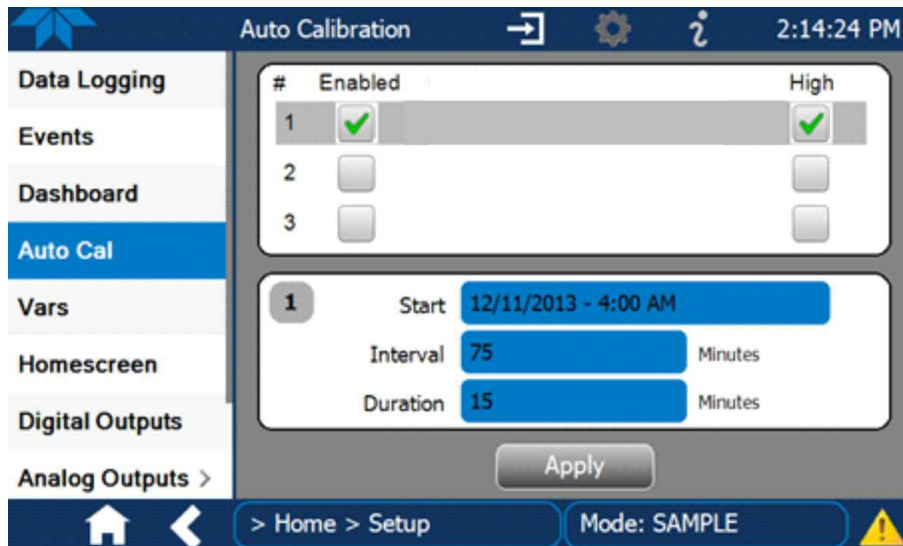 Auto Calibration
2:14:24 PM
Data Logging
Events
Dashboard
Auto Cal
Vars
Homescreen
Digital Outputs
Analog Outputs >
# Enabled High
1
2
3
1
Start 12/11/2013 - 4:00 AM
Interval 75 Minutes
Duration 15 Minutes
Apply
> Home > Setup
Mode: SAMPLE